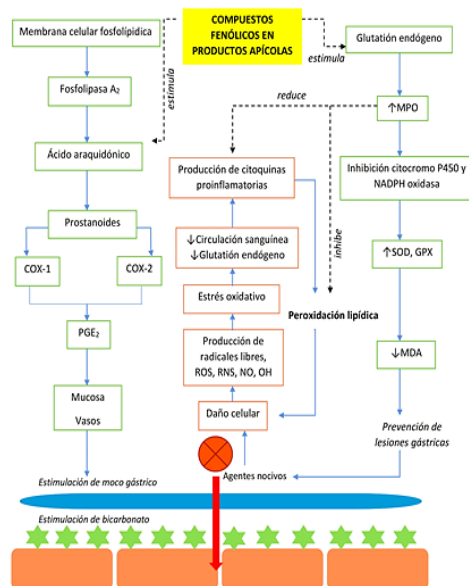 Membrana celular fosfolípidica
Fosfolipasa A₂
Ácido araquidónico
Prostanoides
COX-1
COX-2
PGE₂
Mucosa
Vasos
Estimulación de moco gástrico
Estimulación de bicarbonato
COMPUESTOS
FENÓLICOS EN
PRODUCTOS APÍCOLAS
estimula
estimula
reduce
inhibe
Producción de citoquinas
proinflamatorias
↓Circulación sanguínea
↓Glutatión endógeno
Estrés oxidativo
Producción de
radicales libres,
ROS, RNS, NO, OH
Daño celular
Agentes nocivos
Peroxidación lipídica
Glutatión endógeno
↑MPO
Inhibición citocromo P450 y
NADPH oxidasa
↑SOD, GPX
↓MDA
Prevención de
lesiones gástricas